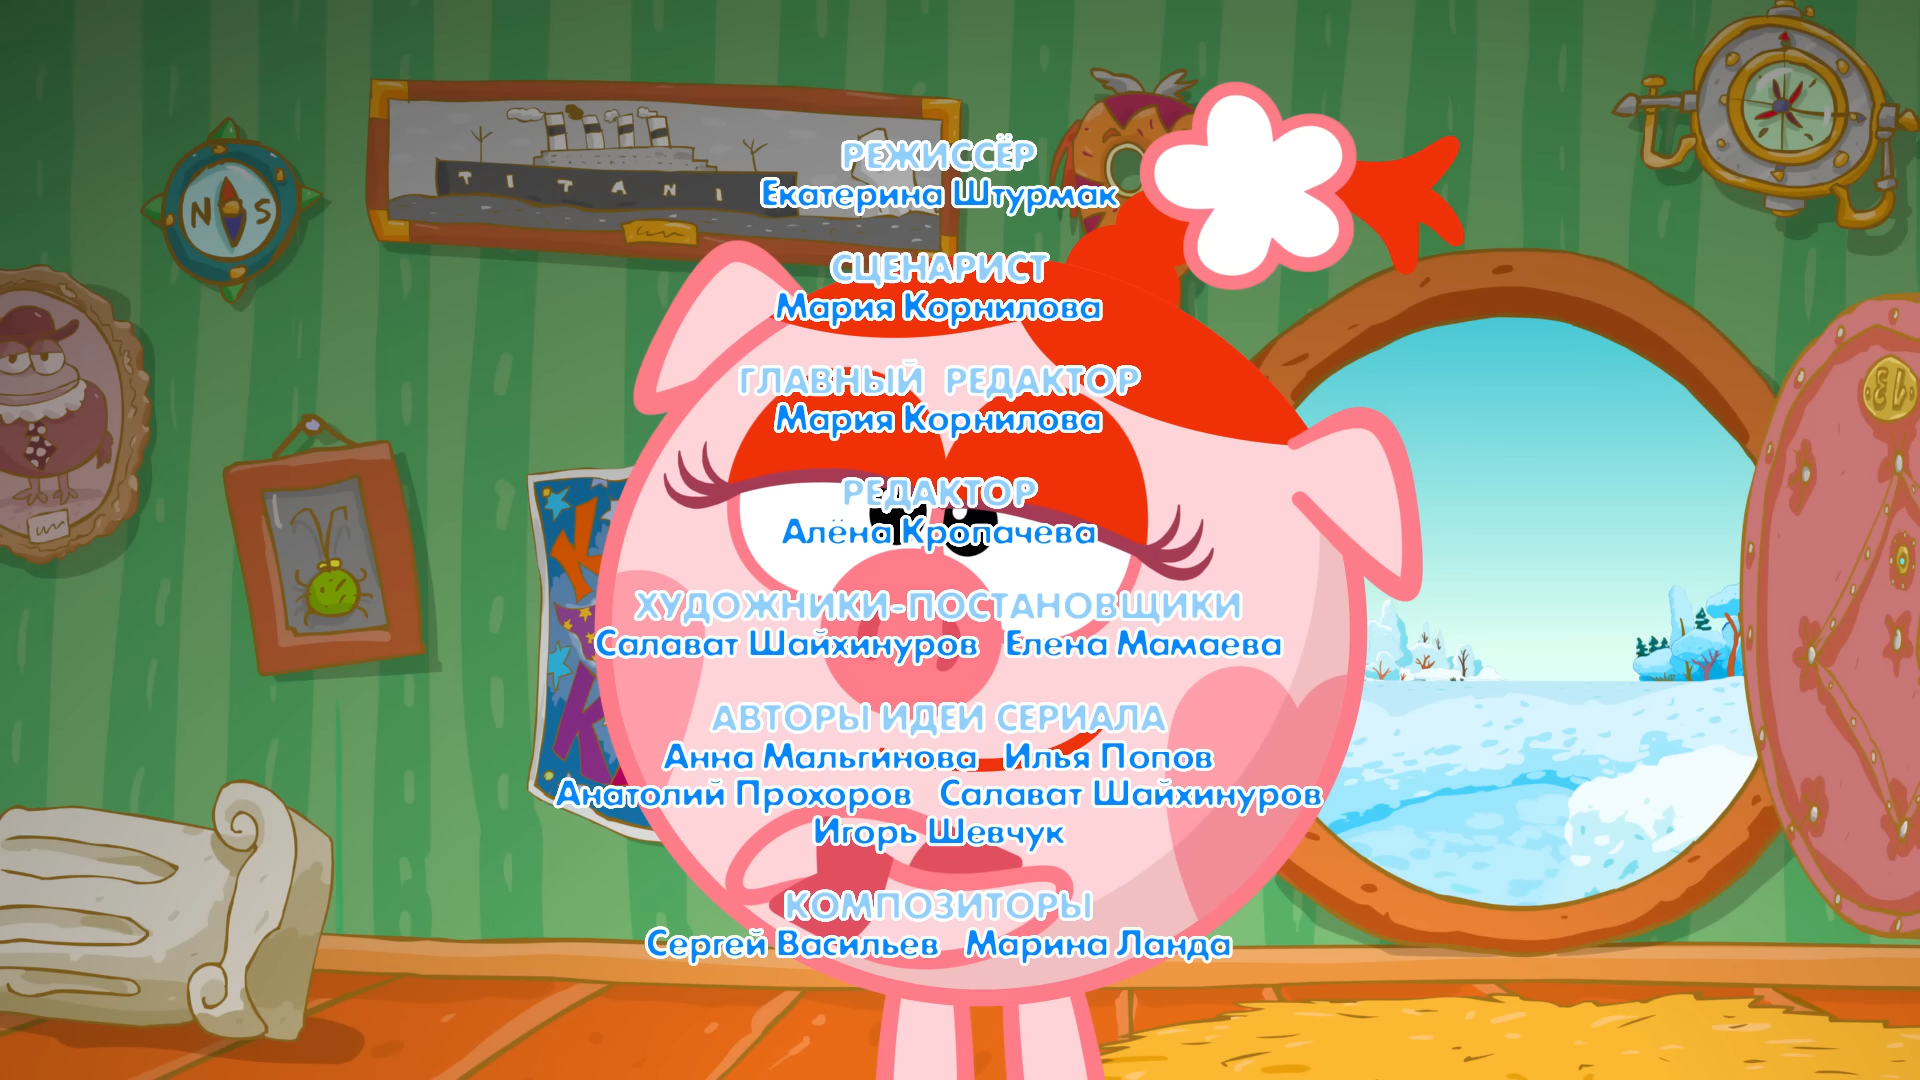 N S
TITANI
РЕЖИССЁР
Екатерина Штурмак
СЦЕНАРИСТ
Мария Корнилова
ГЛАВНЫЙ РЕДАКТОР
Мария Корнилова
РЕДАКТОР
Алёна Кропачева
ХУДОЖНИКИ-ПОСТАНОВЩИКИ
Салават Шайхинуров Елена Мамаева
АВТОРЫ ИДЕИ СЕРИАЛА
Анна Мальгинова Илья Попов
Анатолий Прохоров Салават Шайхинуров
Игорь Шевчук
КОМПОЗИТОРЫ
Сергей Васильев Марина Ланда